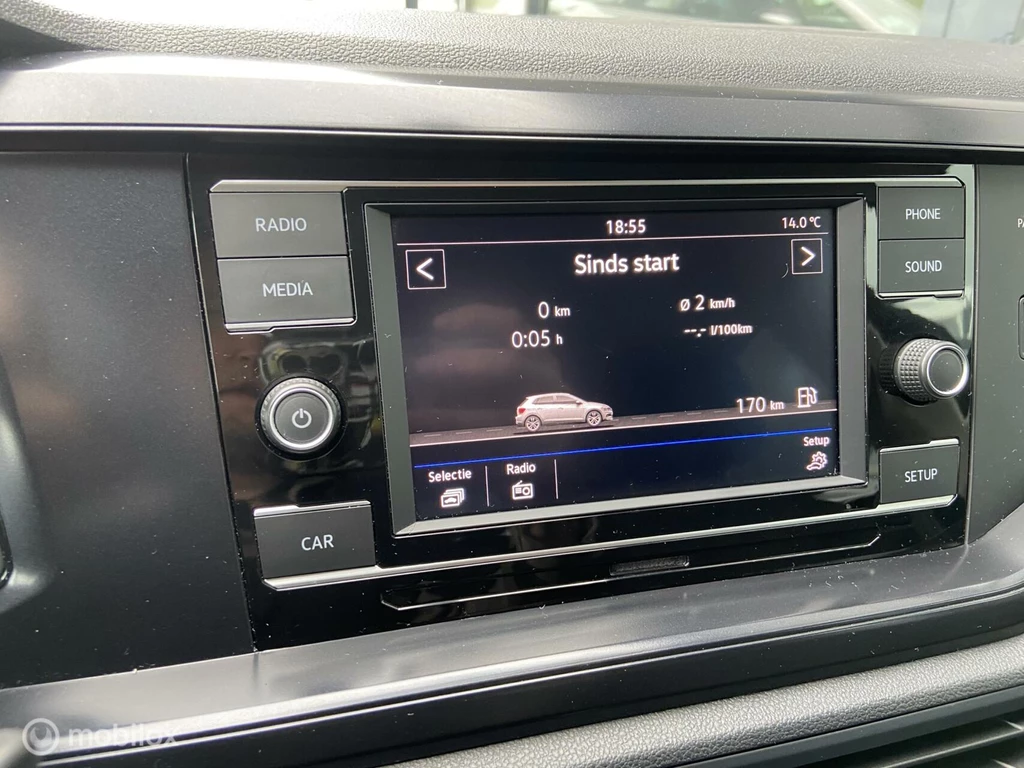 RADIO
MEDIA
CAR
18:55
14.0°C
<
Sinds start
>
0 km
Ø 2 km/h
0:05 h
--,- l/100km
170 km
Selectie
Radio
Setup
PHONE
SOUND
SETUP
mobilox